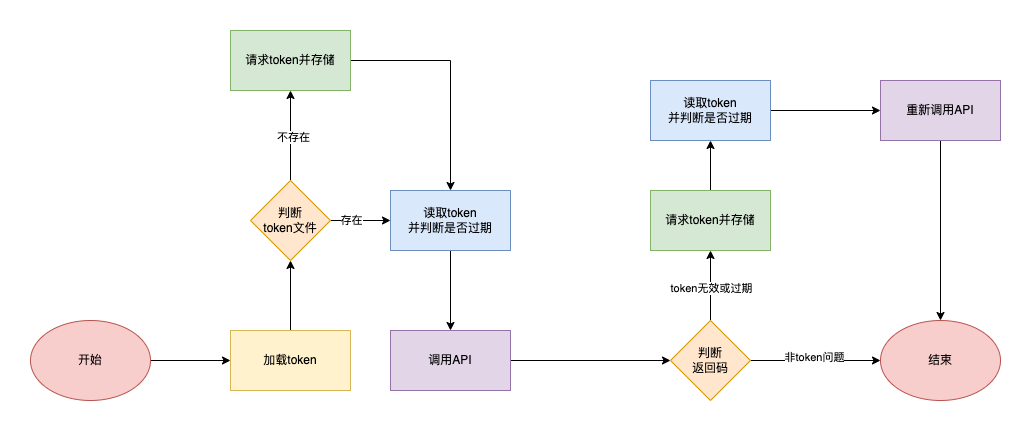 请求token并存储
不存在
判断
token文件
存在
读取token
并判断是否过期
开始
加载token
调用API
读取token
并判断是否过期
重新调用API
请求token并存储
token无效或过期
判断
返回码
非token问题
结束